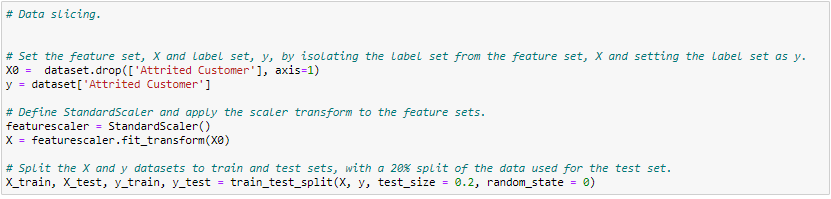 # Data slicing.
# Set the feature set, X and label set, y, by isolating the label set from the feature set, X and setting the label set as y.
X0 =  dataset.drop(['Attrited Customer'], axis=1)
y = dataset['Attrited Customer']
# Define StandardScaler and apply the scaler transform to the feature sets.
featurescaler = StandardScaler()
X = featurescaler.fit_transform(X0)
# Split the X and y datasets to train and test sets, with a 20% split of the data used for the test set.
X_train, X_test, y_train, y_test = train_test_split(X, y, test_size = 0.2, random_state = 0)